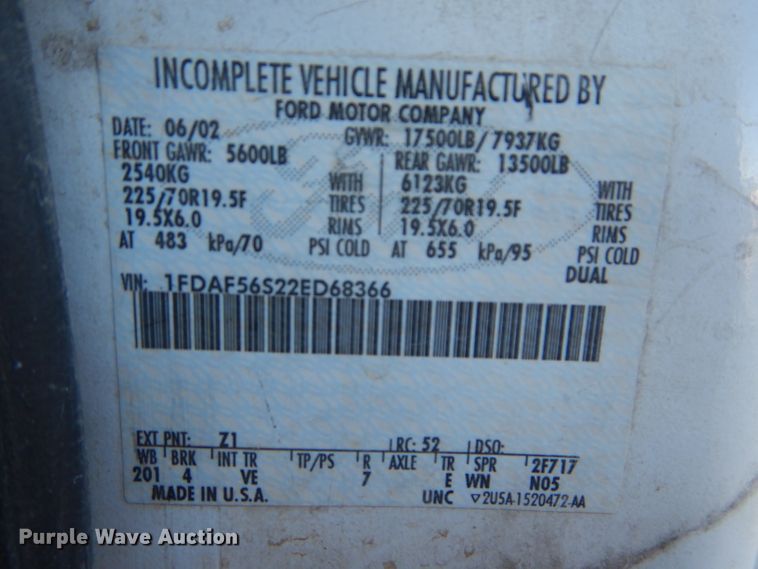 INCOMPLETE VEHICLE MANUFACTURED BY
FORD MOTOR COMPANY
DATE: 06/02 GVWR: 17500LB/7937KG
FRONT GAWR: 5600LB REAR GAWR: 13500LB
2540KG WITH 6123KG WITH
225/70R19.5F TIRES 225/70R19.5F TIRES
19.5X6.0 RIMS 19.5X6.0 RIMS
AT 483 kPa/70 PSI COLD AT 655 kPa/95 PSI COLD
DUAL
VIN: 1FDAF56S22ED68366
EXT PNT: Z1 RC: 52 DSO:
WB BRK INT TR TP/PS R AXLE TR SPR 2F717
201 4 VE 7 E WN N05
MADE IN U.S.A. UNC ▽2U5A-1520472-AA
Purple Wave Auction